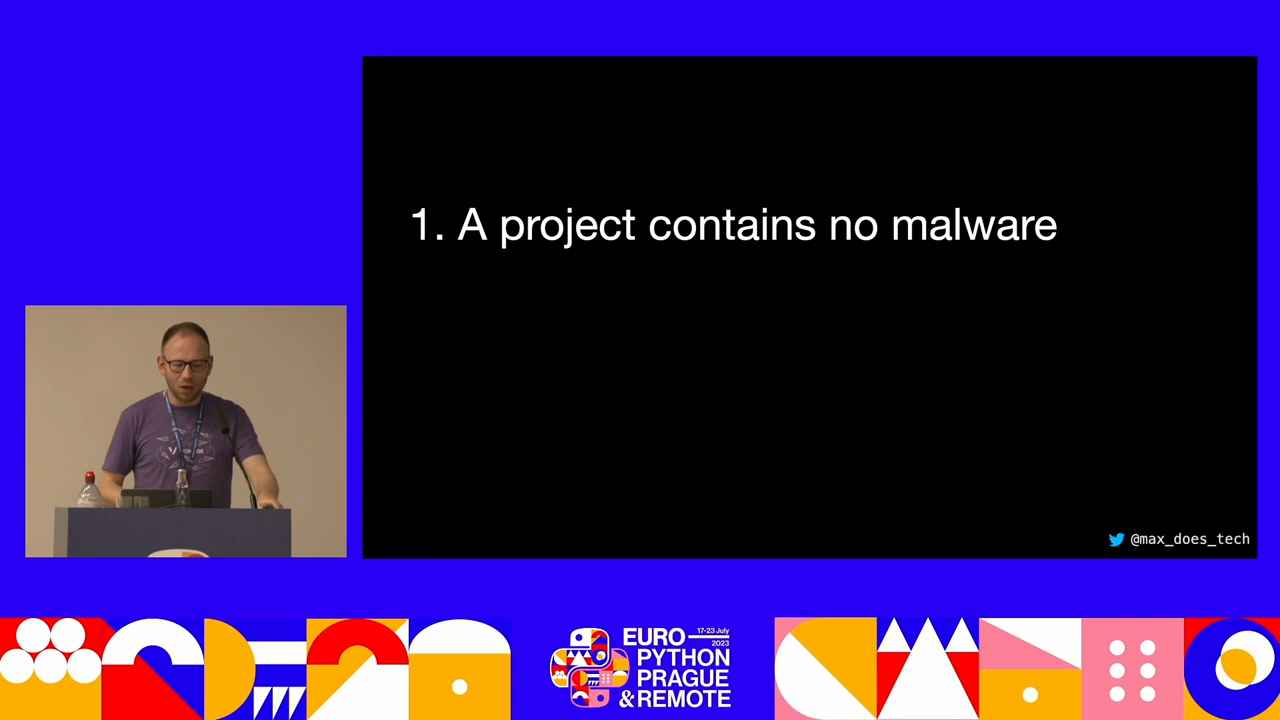 1. A project contains no malware
@max_does_tech
EURO 17-23 July 2023
PYTHON
PRAGUE
& REMOTE